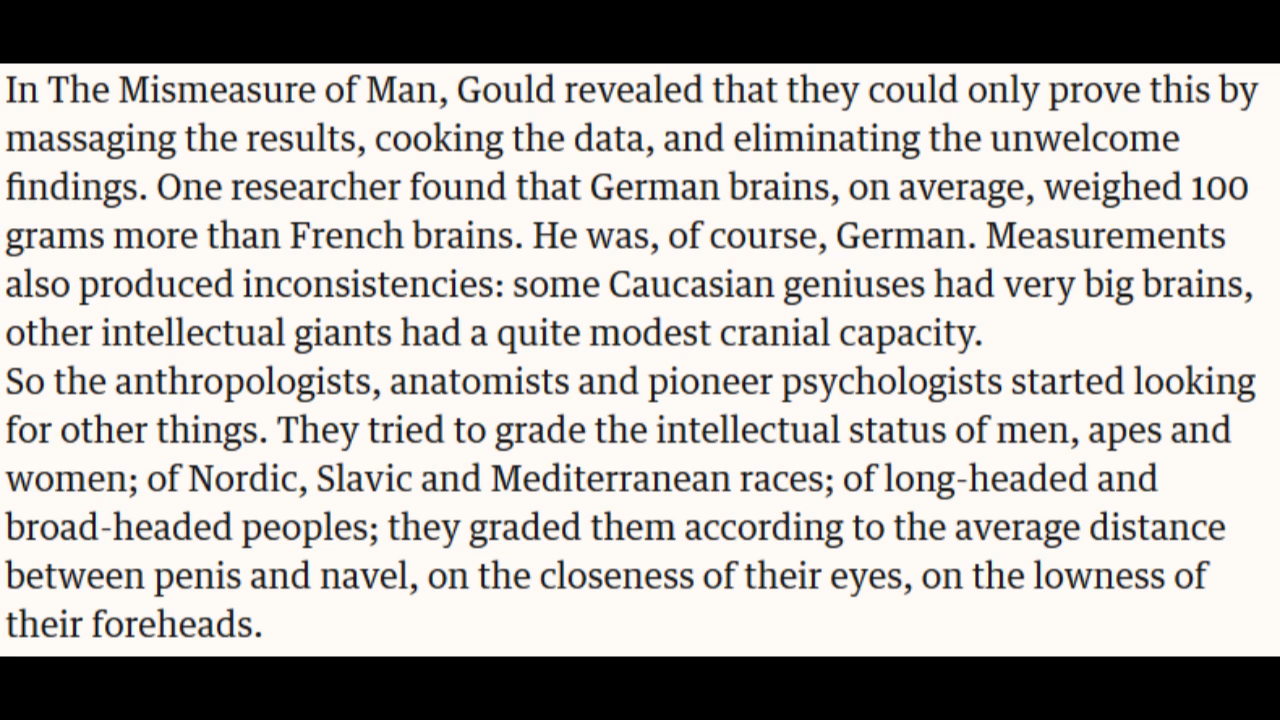 In The Mismeasure of Man, Gould revealed that they could only prove this by
massaging the results, cooking the data, and eliminating the unwelcome
findings. One researcher found that German brains, on average, weighed 100
grams more than French brains. He was, of course, German. Measurements
also produced inconsistencies: some Caucasian geniuses had very big brains,
other intellectual giants had a quite modest cranial capacity.
So the anthropologists, anatomists and pioneer psychologists started looking
for other things. They tried to grade the intellectual status of men, apes and
women; of Nordic, Slavic and Mediterranean races; of long-headed and
broad-headed peoples; they graded them according to the average distance
between penis and navel, on the closeness of their eyes, on the lowness of
their foreheads.